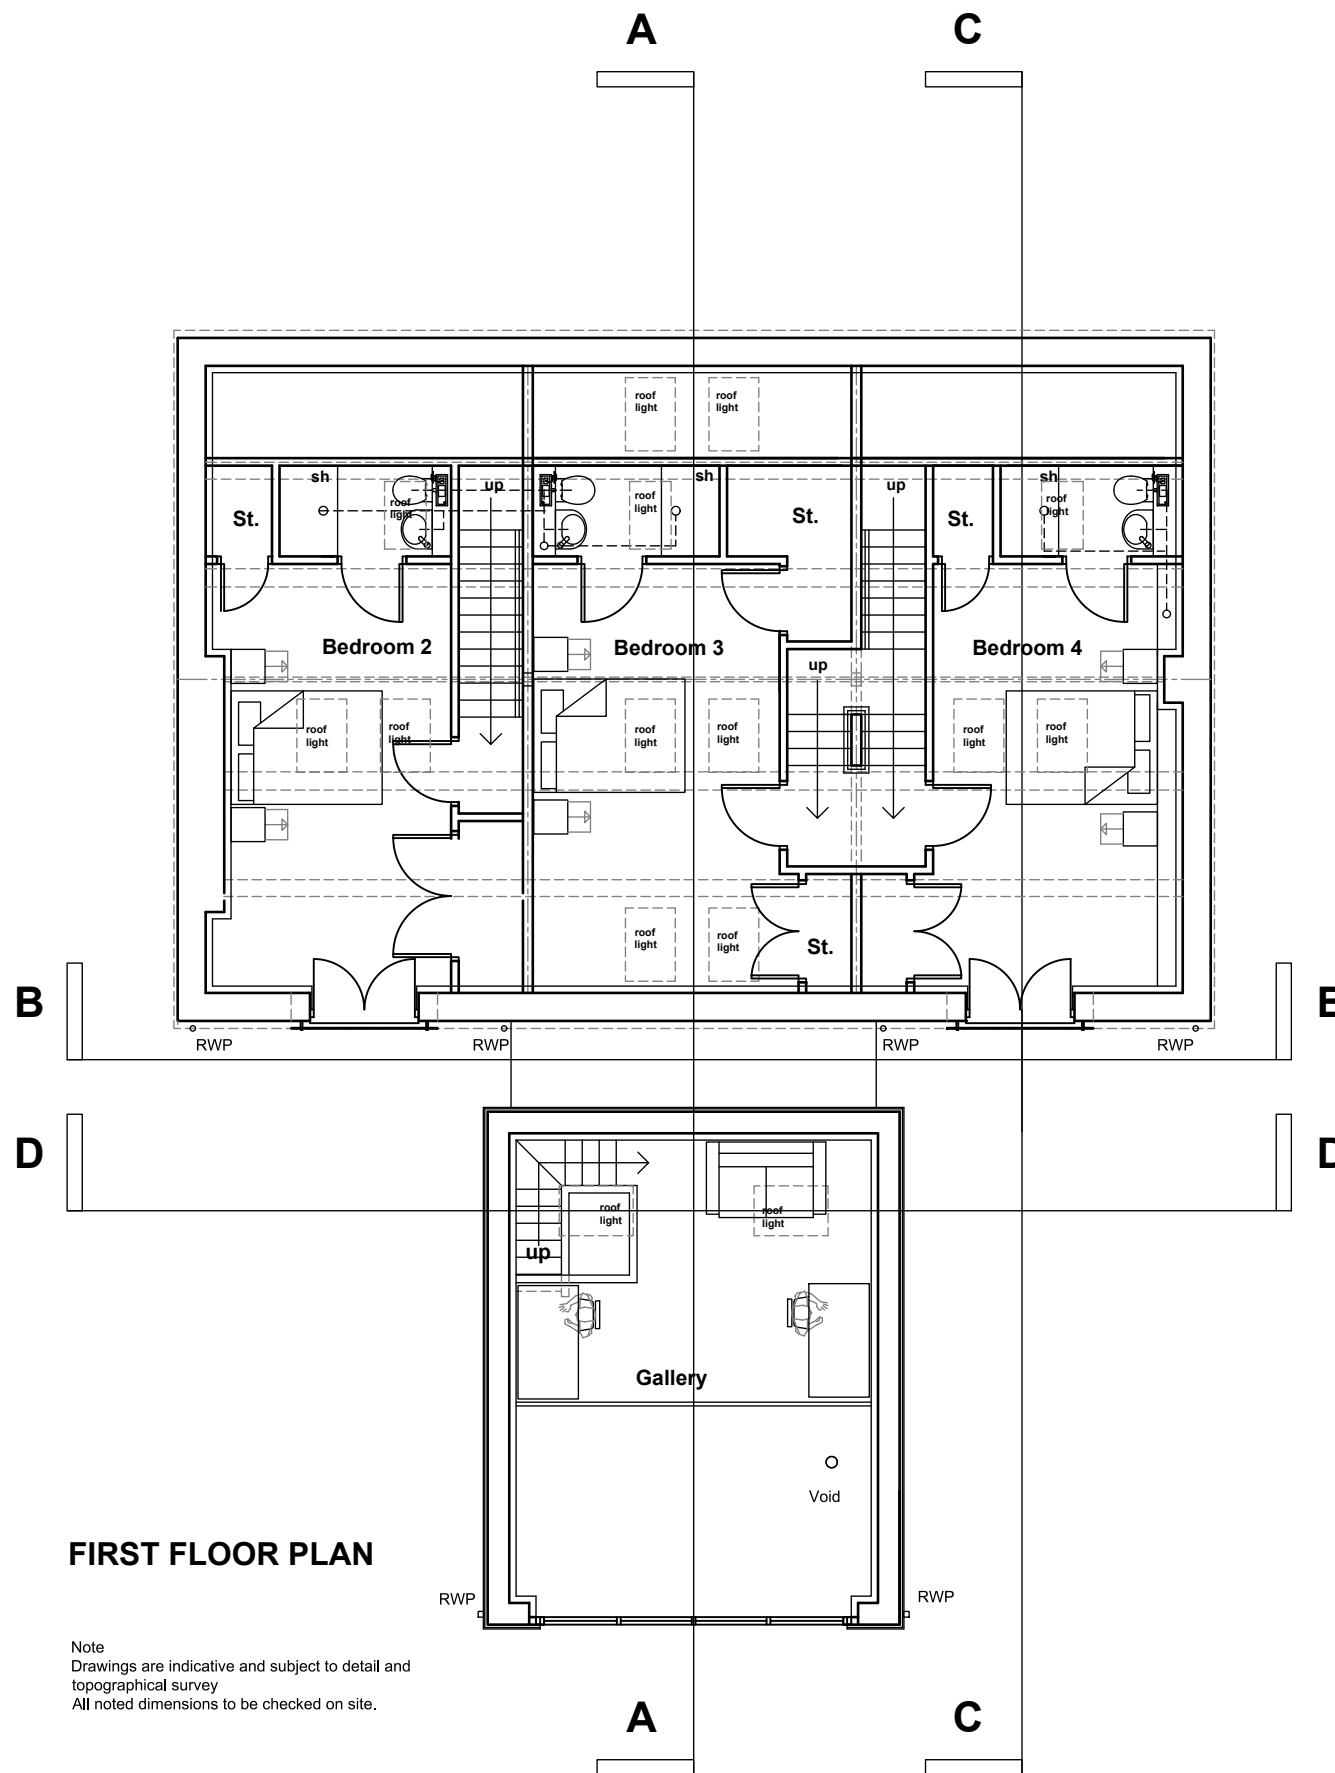 A
C
roof
light
roof
light
sh
up
sh
up
sh
St.
roof
light
roof
light
St.
St.
roof
light
Bedroom 2
Bedroom 3
up
Bedroom 4
roof
light
roof
light
roof
light
roof
light
roof
light
roof
light
roof
light
roof
light
St.
B
B
RWP
RWP
RWP
RWP
D
D
roof
light
roof
light
up
Gallery
Void
FIRST FLOOR PLAN
RWP
RWP
Note
Drawings are indicative and subject to detail and
topographical survey
All noted dimensions to be checked on site.
A
C